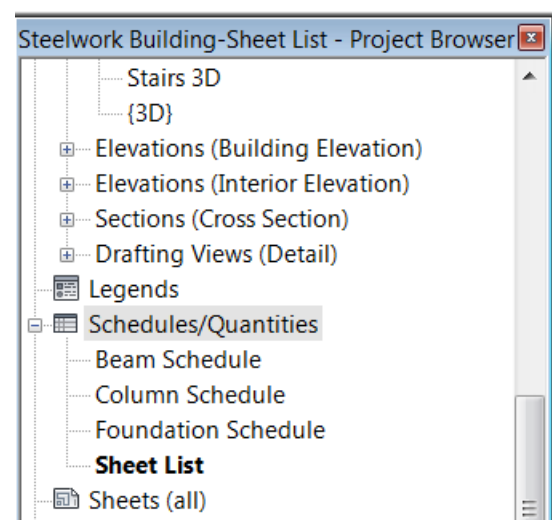 Steelwork Building-Sheet List - Project Browser
Stairs 3D
{3D}
Elevations (Building Elevation)
Elevations (Interior Elevation)
Sections (Cross Section)
Drafting Views (Detail)
Legends
Schedules/Quantities
Beam Schedule
Column Schedule
Foundation Schedule
Sheet List
Sheets (all)